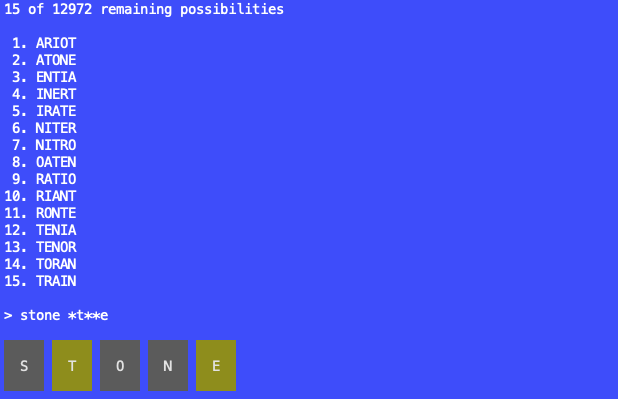 15 of 12972 remaining possibilities
1. ARIOT
2. ATONE
3. ENTIA
4. INERT
5. IRATE
6. NITER
7. NITRO
8. OATEN
9. RATIO
10. RIANT
11. RONTE
12. TENIA
13. TENOR
14. TORAN
15. TRAIN
> stone *t**e
S T O N E